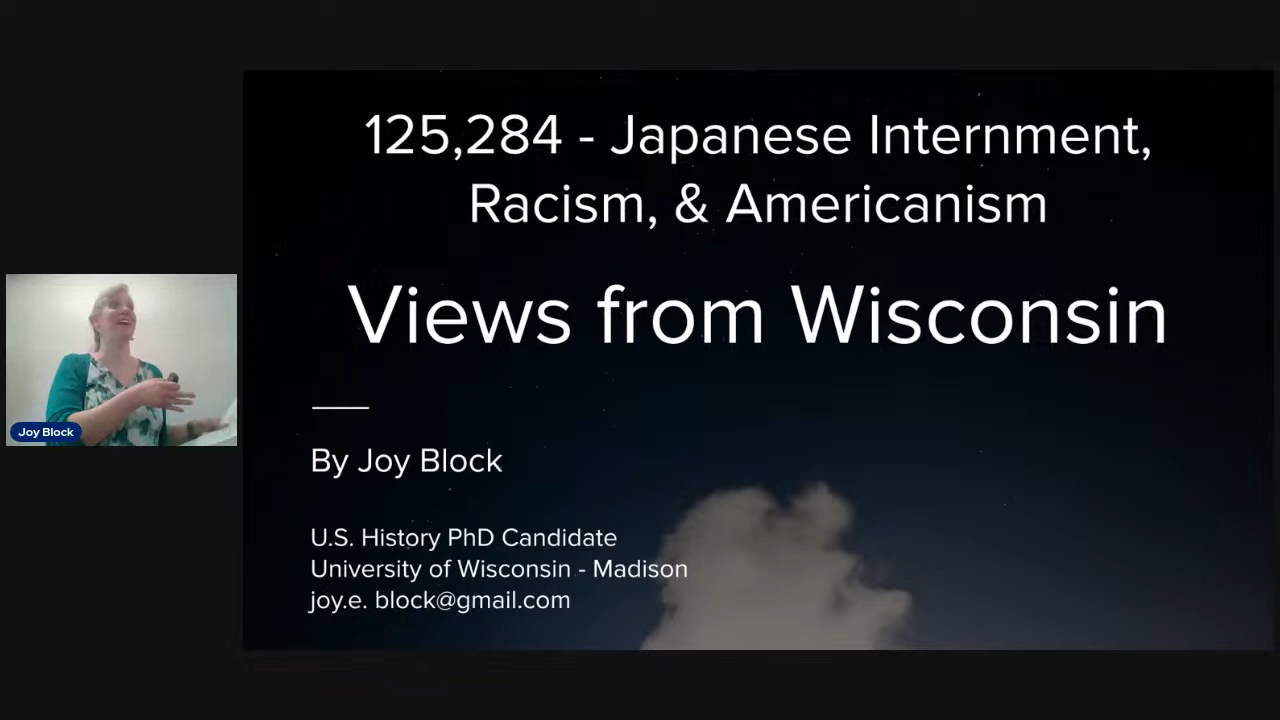 125,284 - Japanese Internment,
Racism, & Americanism
Views from Wisconsin
By Joy Block
U.S. History PhD Candidate
University of Wisconsin - Madison
joy.e. block@gmail.com
Joy Block